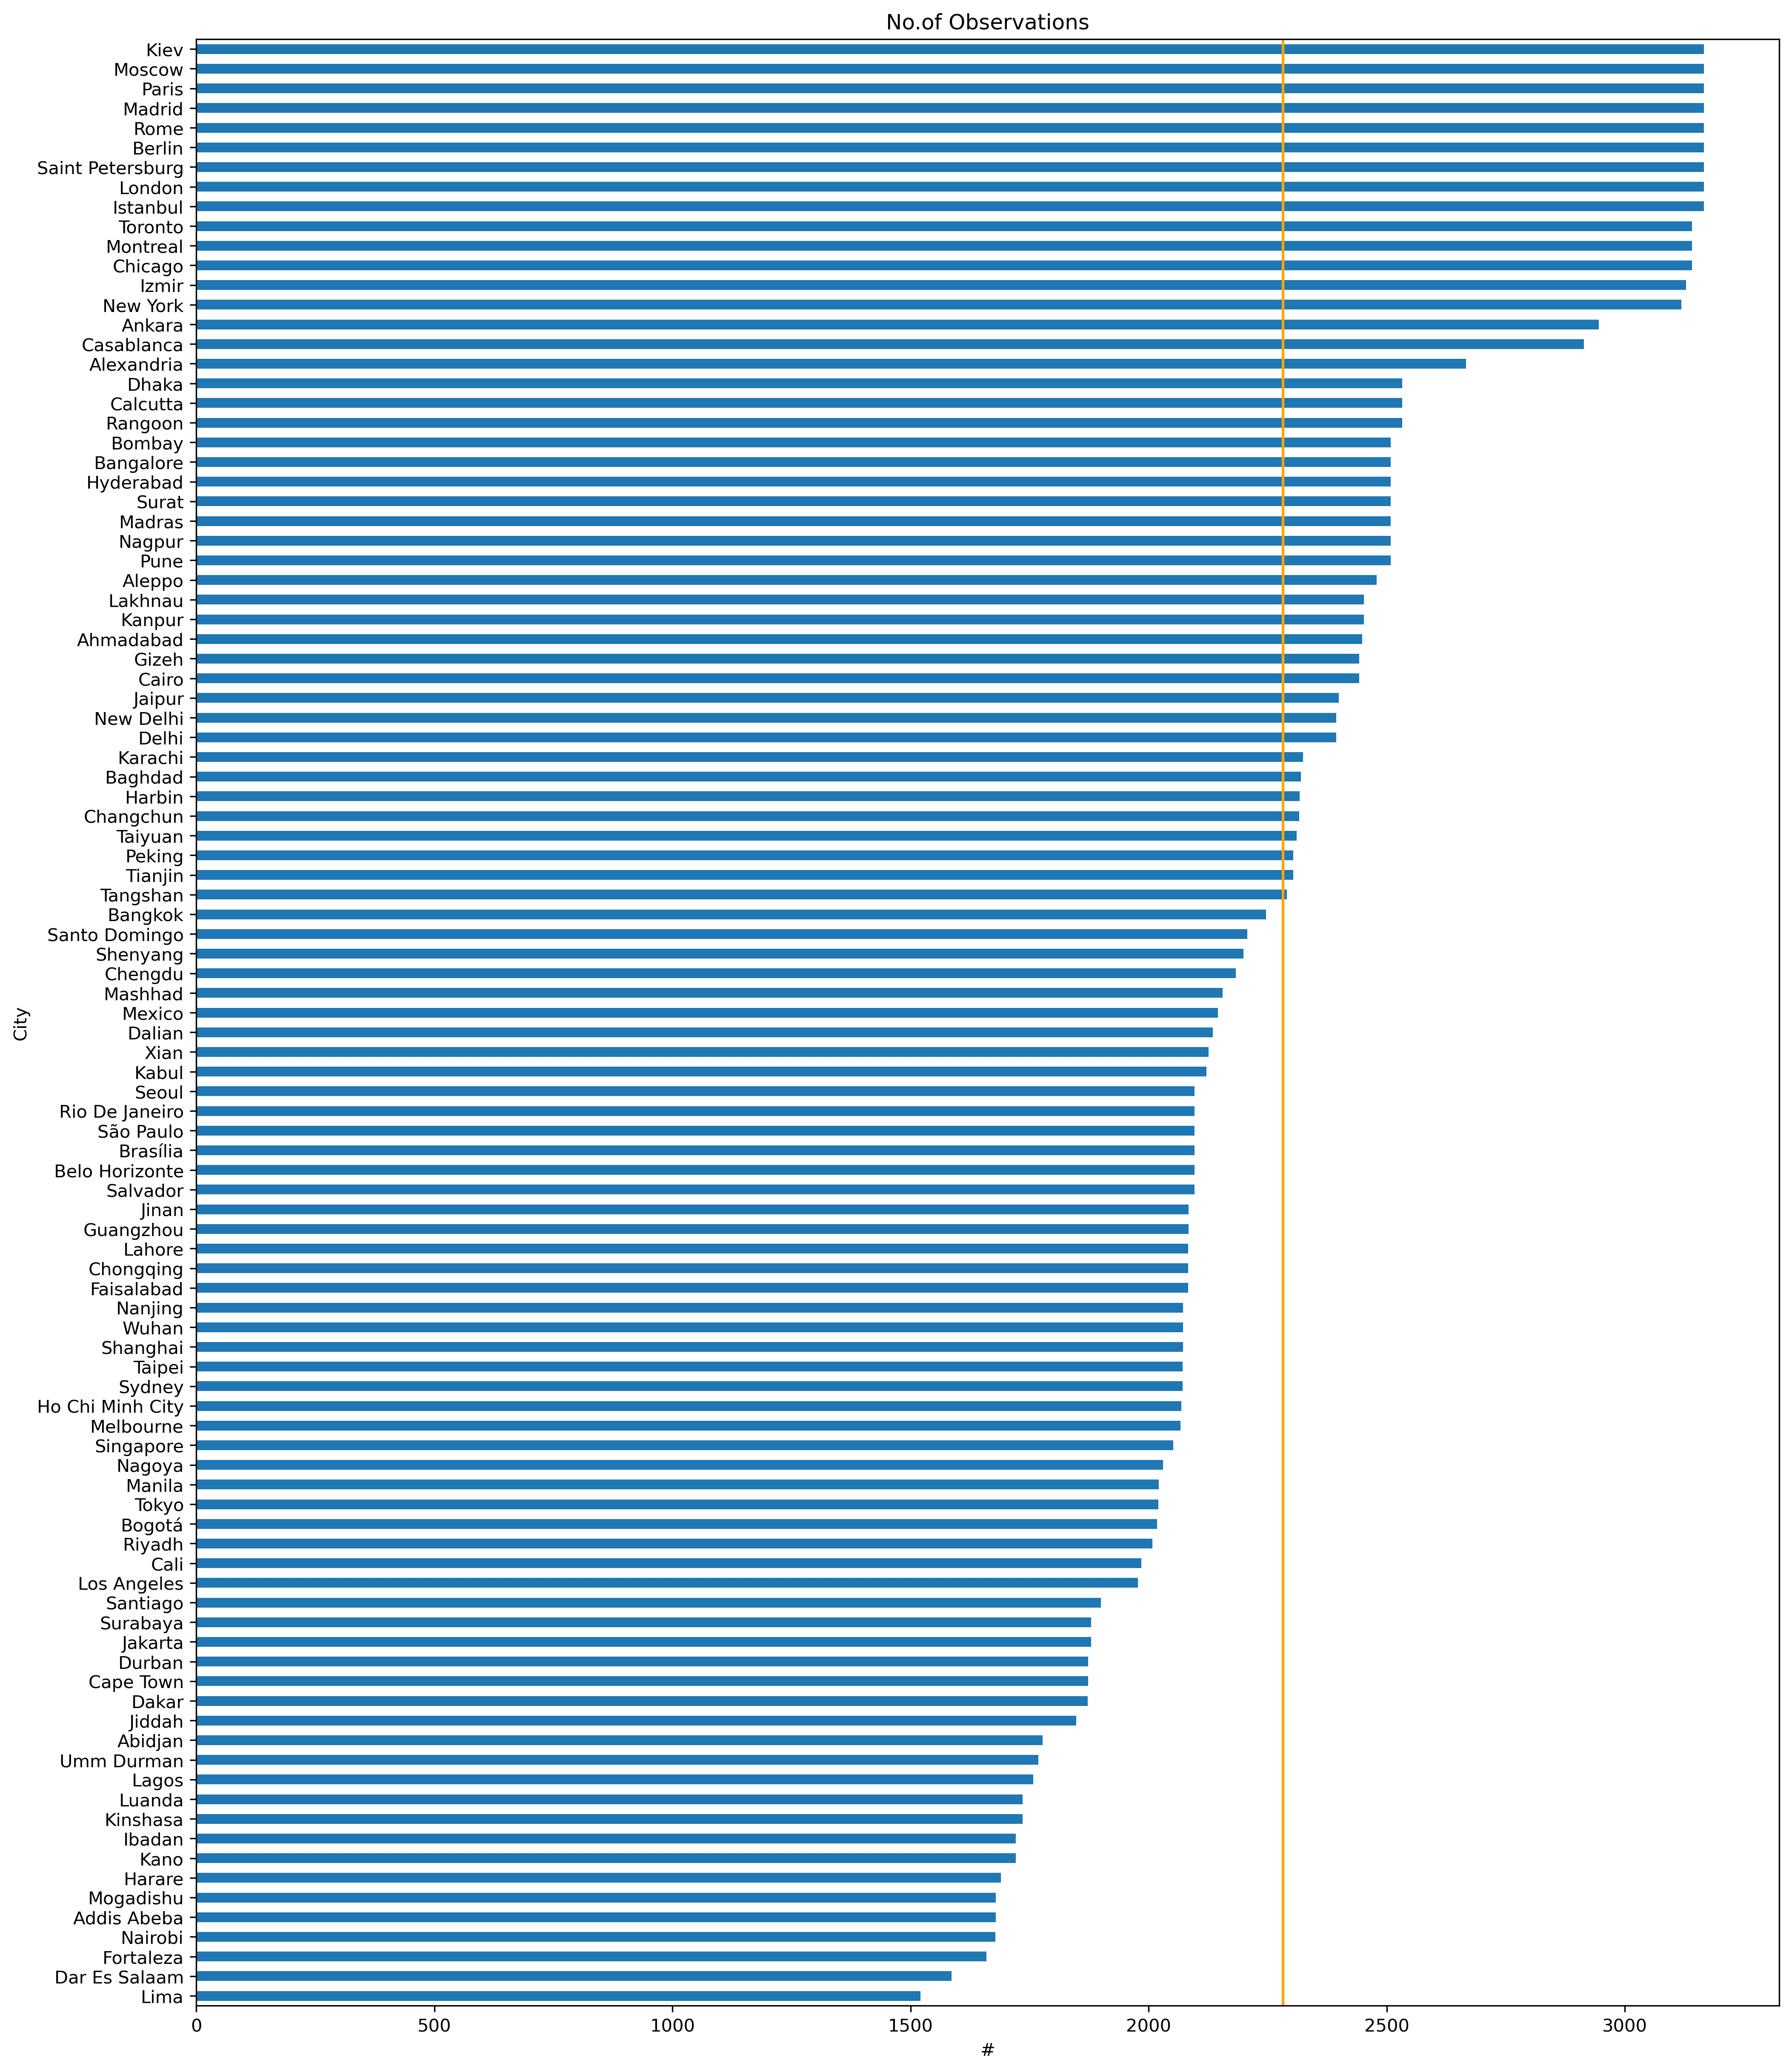 No.of Observations
Kiev
Moscow
Paris
Madrid
Rome
Berlin
Saint Petersburg
London
Istanbul
Toronto
Montreal
Chicago
Izmir
New York
Ankara
Casablanca
Alexandria
Dhaka
Calcutta
Rangoon
Bombay
Bangalore
Hyderabad
Surat
Madras
Nagpur
Pune
Aleppo
Lakhnau
Kanpur
Ahmadabad
Gizeh
Cairo
Jaipur
New Delhi
Delhi
Karachi
Baghdad
Harbin
Changchun
Taiyuan
Peking
Tianjin
Tangshan
Bangkok
Santo Domingo
Shenyang
Chengdu
Mashhad
Mexico
Dalian
Xian
Kabul
Seoul
Rio De Janeiro
São Paulo
Brasília
Belo Horizonte
Salvador
Jinan
Guangzhou
Lahore
Chongqing
Faisalabad
Nanjing
Wuhan
Shanghai
Taipei
Sydney
Ho Chi Minh City
Melbourne
Singapore
Nagoya
Manila
Tokyo
Bogotá
Riyadh
Cali
Los Angeles
Santiago
Surabaya
Jakarta
Durban
Cape Town
Dakar
Jiddah
Abidjan
Umm Durman
Lagos
Luanda
Kinshasa
Ibadan
Kano
Harare
Mogadishu
Addis Abeba
Nairobi
Fortaleza
Dar Es Salaam
Lima
City
0 500 1000 1500 2000 2500 3000
#